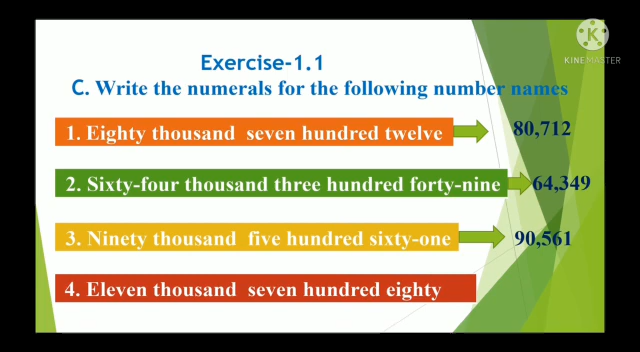 Exercise-1.1
C. Write the numerals for the following number names
1. Eighty thousand seven hundred twelve 80,712
2. Sixty-four thousand three hundred forty-nine 64,349
3. Ninety thousand five hundred sixty-one 90,561
4. Eleven thousand seven hundred eighty
K
KINEMASTER